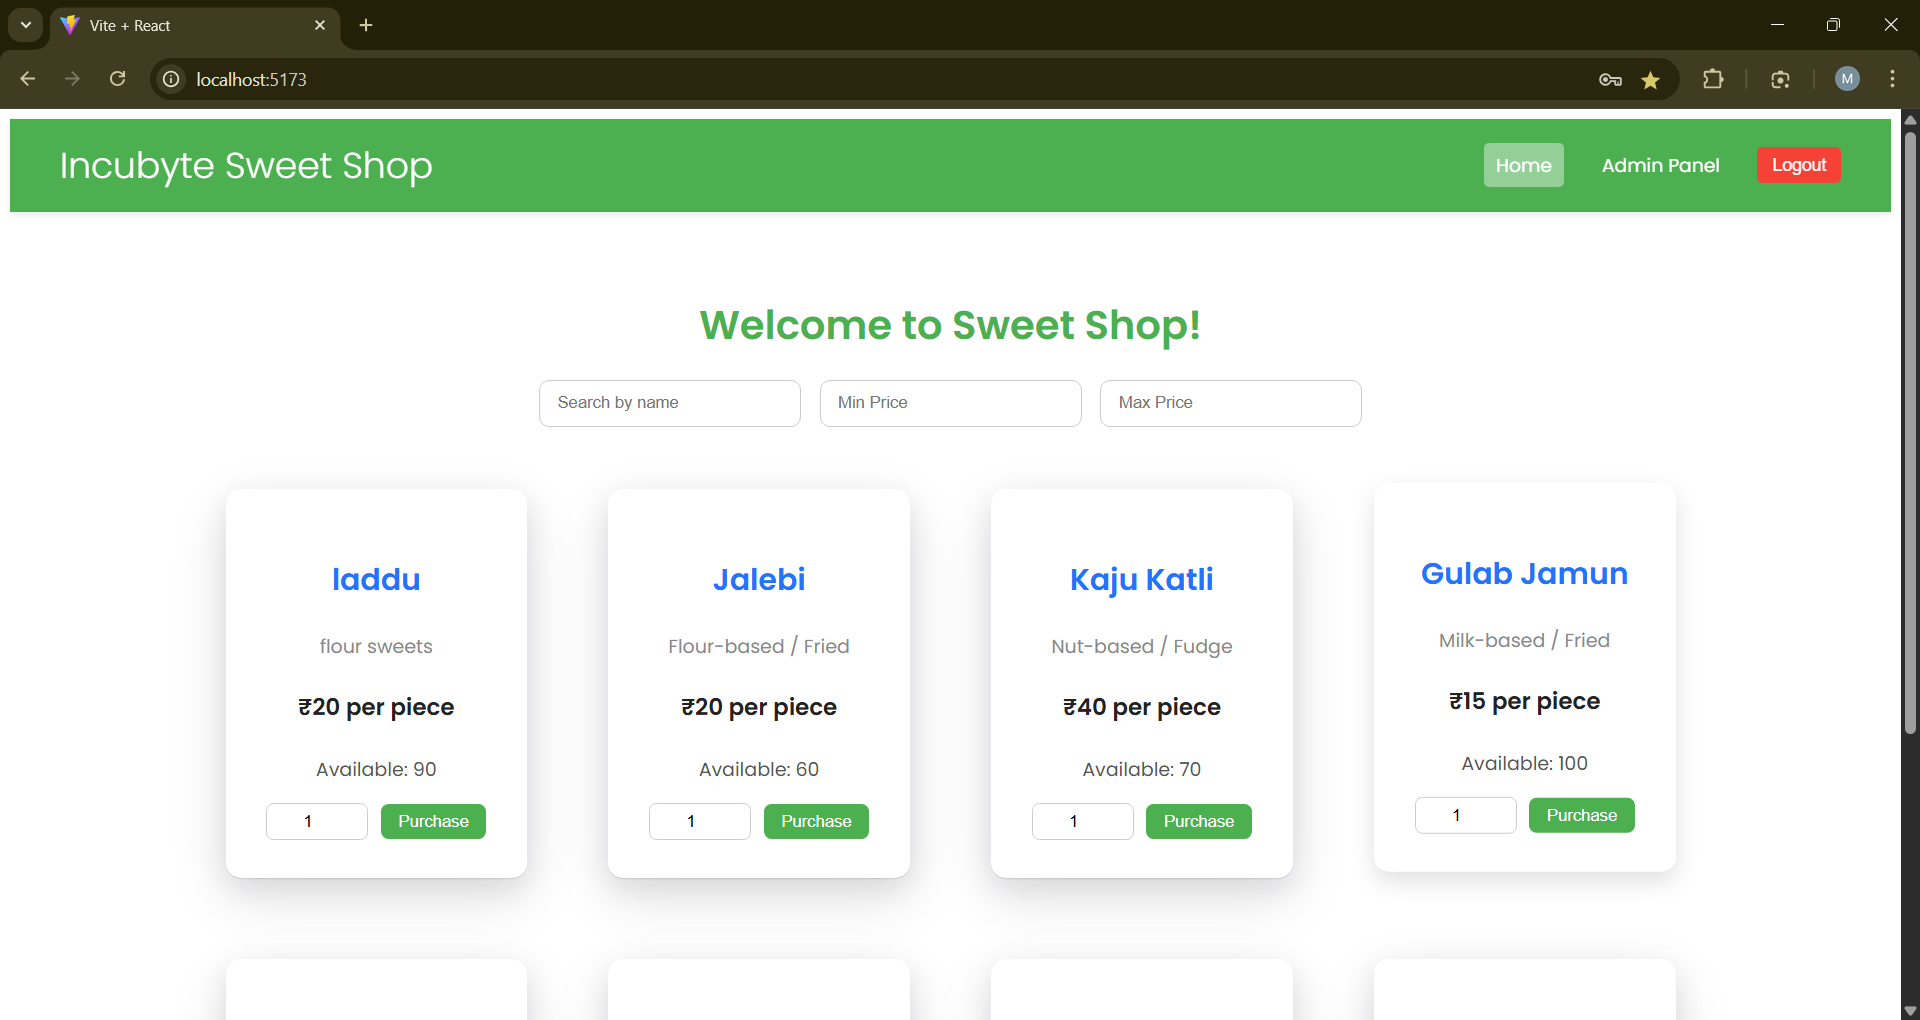 Vite + React
localhost:5173
M
Incubyte Sweet Shop
Home
Admin Panel
Logout
Welcome to Sweet Shop!
Search by name
Min Price
Max Price
laddu
flour sweets
₹20 per piece
Available: 90
1
Purchase
Jalebi
Flour-based / Fried
₹20 per piece
Available: 60
1
Purchase
Kaju Katli
Nut-based / Fudge
₹40 per piece
Available: 70
1
Purchase
Gulab Jamun
Milk-based / Fried
₹15 per piece
Available: 100
1
Purchase